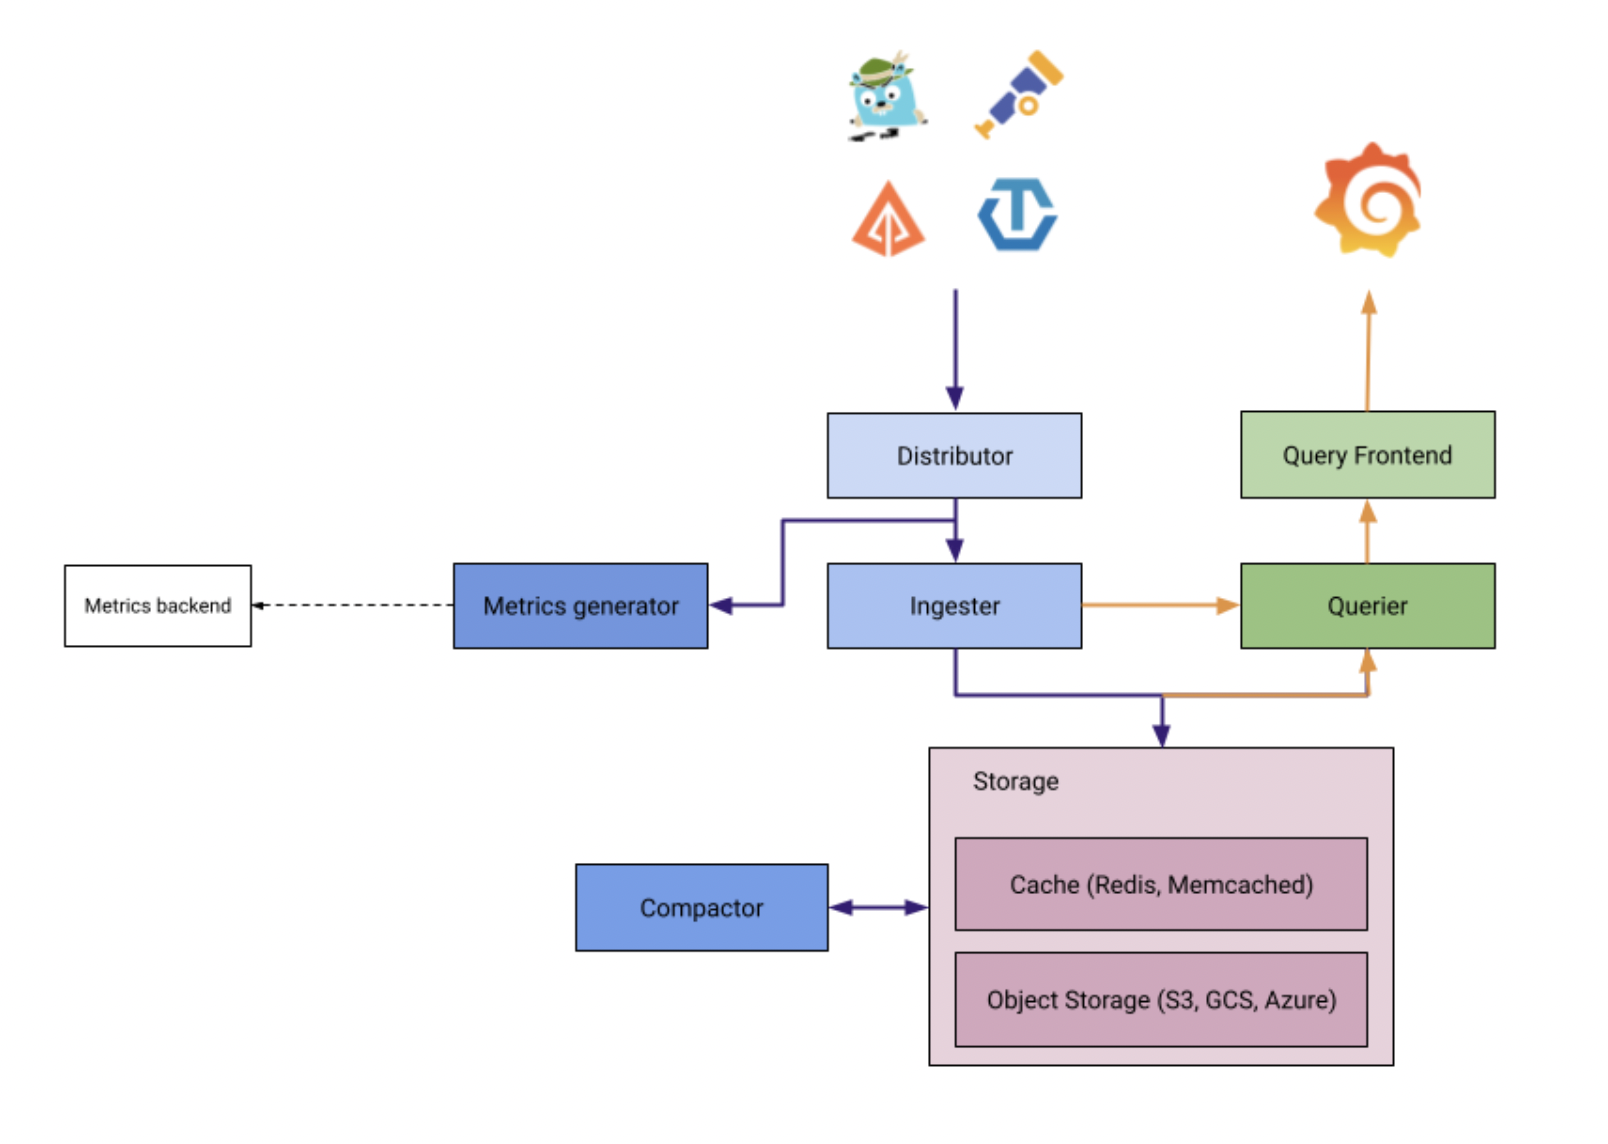 Distributor
Query Frontend
Metrics backend
Metrics generator
Ingester
Querier
Storage
Cache (Redis, Memcached)
Compactor
Object Storage (S3, GCS, Azure)